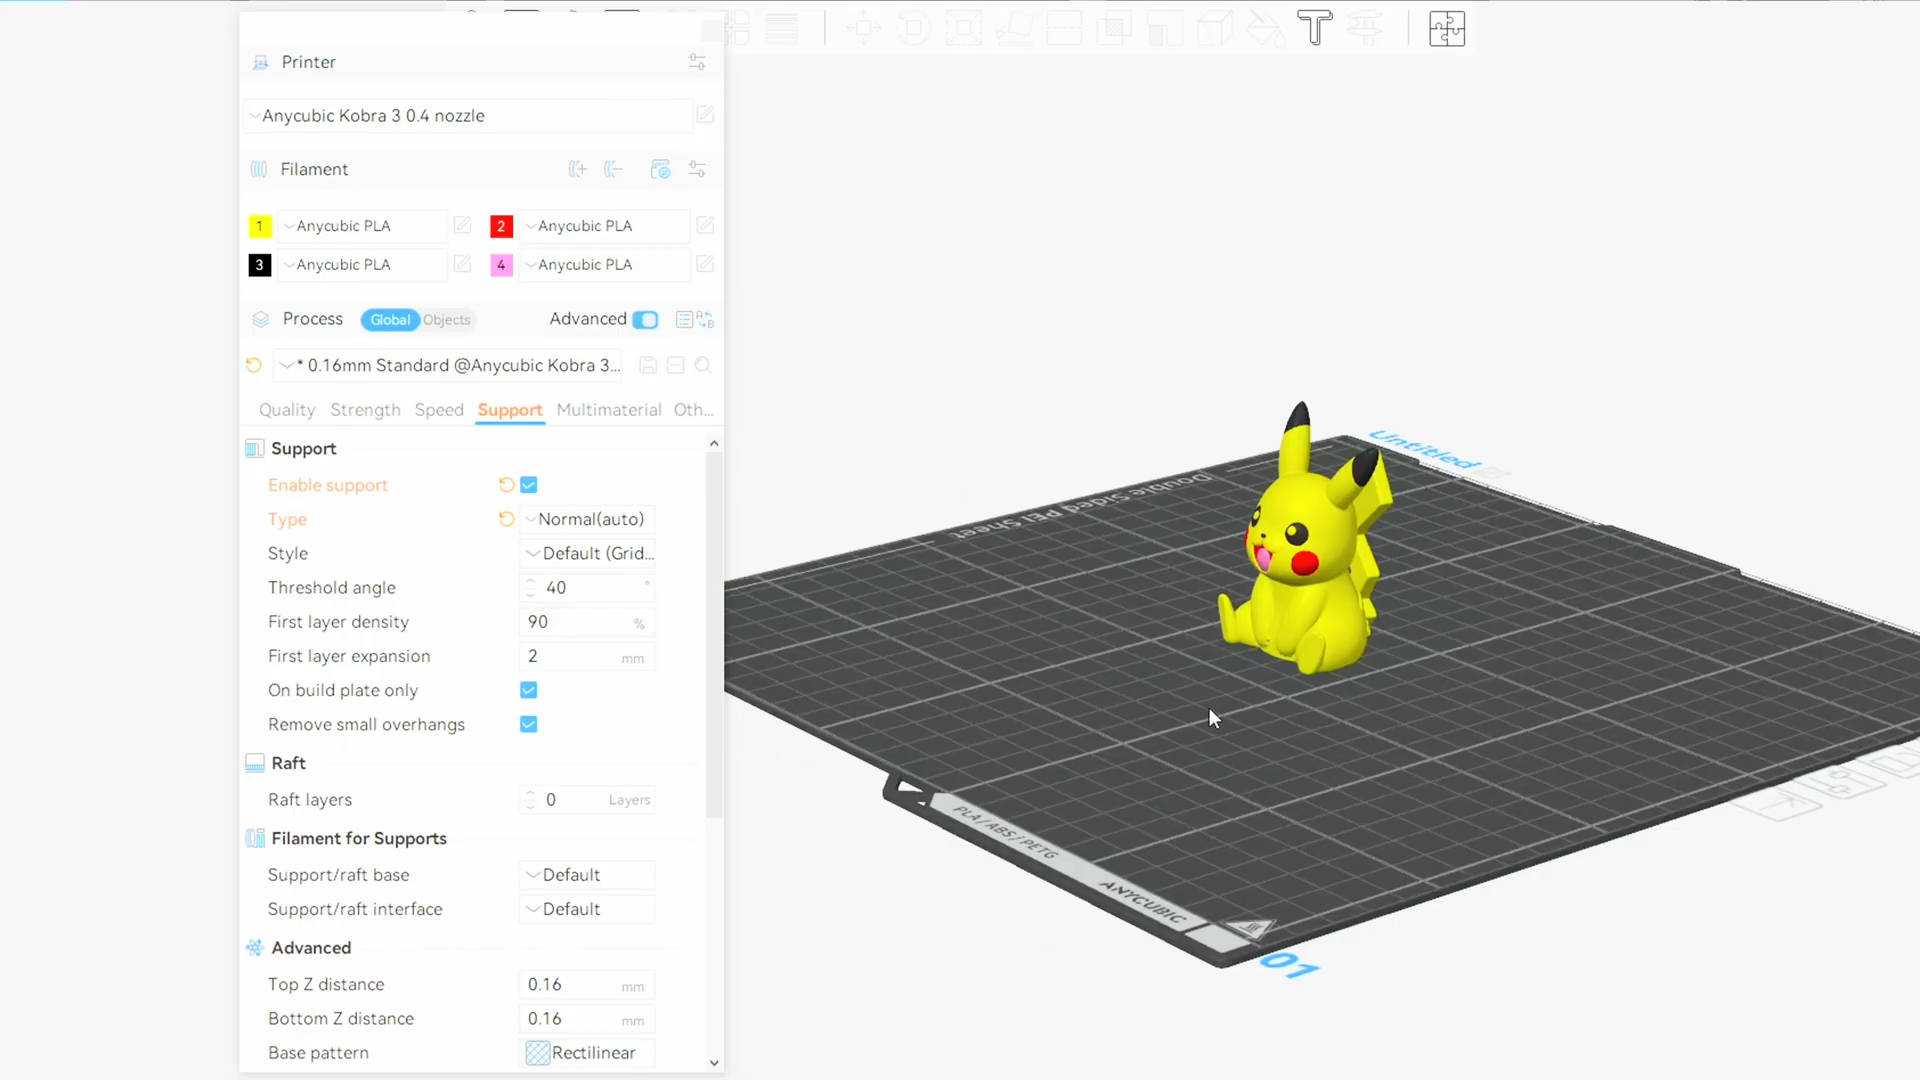 Printer
Anycubic Kobra 3 0.4 nozzle
Filament
1 Anycubic PLA 2 Anycubic PLA
3 Anycubic PLA 4 Anycubic PLA
Process Global Objects Advanced
* 0.16mm Standard @Anycubic Kobra 3...
Quality Strength Speed Support Multimaterial Oth...
Support
Enable support
Type Normal(auto)
Style Default (Grid...
Threshold angle 40 °
First layer density 90 %
First layer expansion 2 mm
On build plate only
Remove small overhangs
Raft
Raft layers 0 Layers
Filament for Supports
Support/raft base Default
Support/raft interface Default
Advanced
Top Z distance 0.16 mm
Bottom Z distance 0.16 mm
Base pattern Rectilinear
Untitled
Double Sided PEI Sheet
PLA/ABS/PETG
ANYCUBIC
01